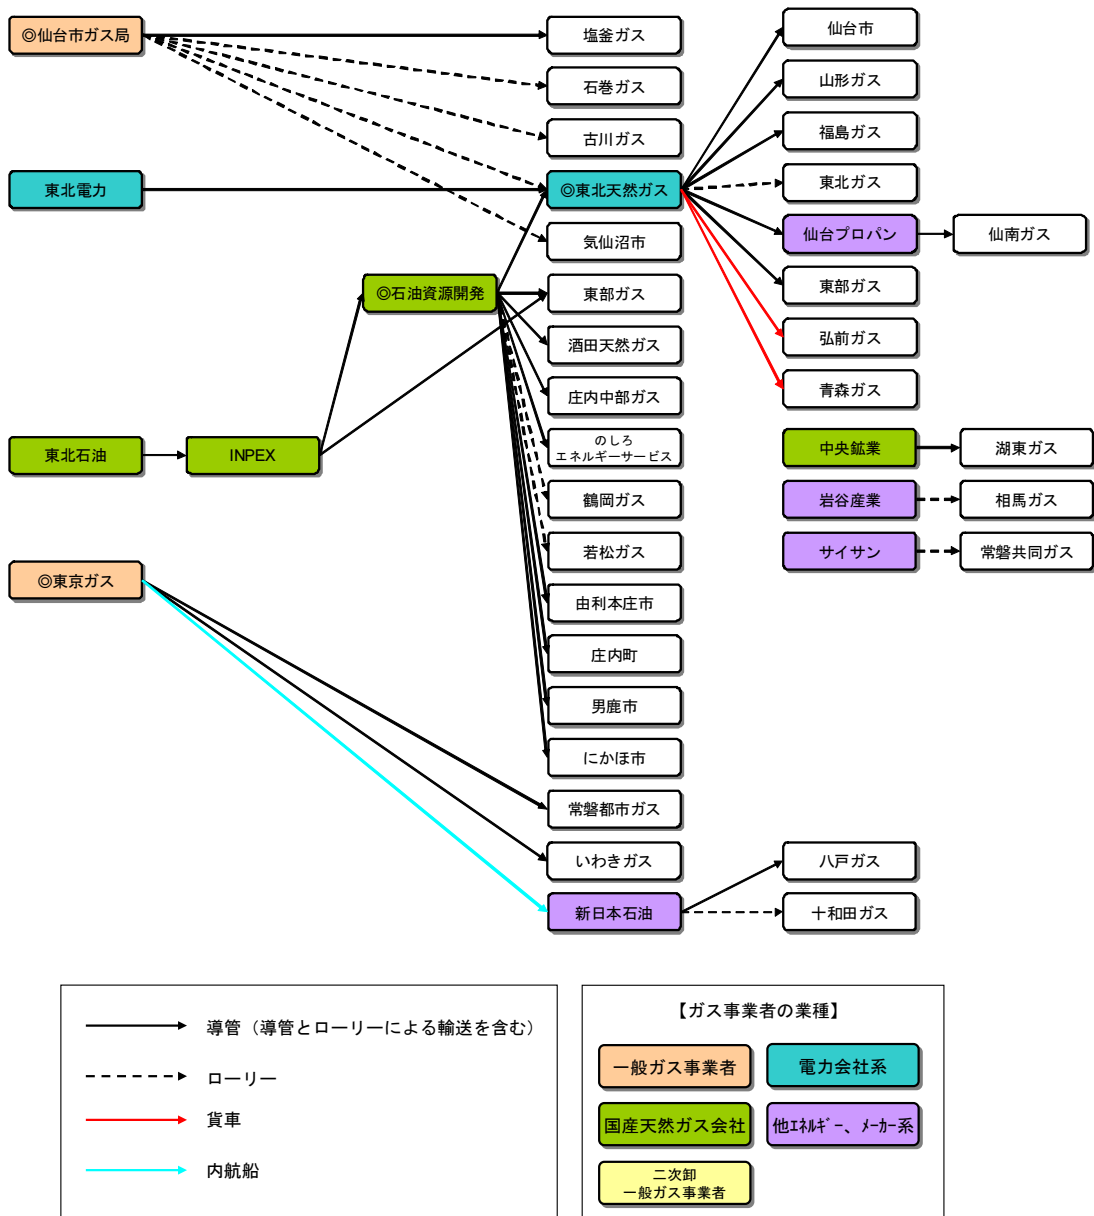 ◎仙台市ガス局
塩釜ガス
仙台市
石巻ガス
山形ガス
古川ガス
福島ガス
東北電力
◎東北天然ガス
東北ガス
気仙沼市
仙台プロパン
仙南ガス
◎石油資源開発
東部ガス
東部ガス
酒田天然ガス
弘前ガス
庄内中部ガス
青森ガス
東北石油
INPEX
のしろ
エネルギーサービス
中央鉱業
湖東ガス
鶴岡ガス
岩谷産業
相馬ガス
若松ガス
サイサン
常磐共同ガス
◎東京ガス
由利本庄市
庄内町
男鹿市
にかほ市
常磐都市ガス
いわきガス
八戸ガス
新日本石油
十和田ガス
導管（導管とローリーによる輸送を含む）
ローリー
貨車
内航船
【ガス事業者の業種】
一般ガス事業者
電力会社系
国産天然ガス会社
他ｴﾈﾙｷﾞｰ、ﾒｰｶｰ系
二次卸
一般ガス事業者